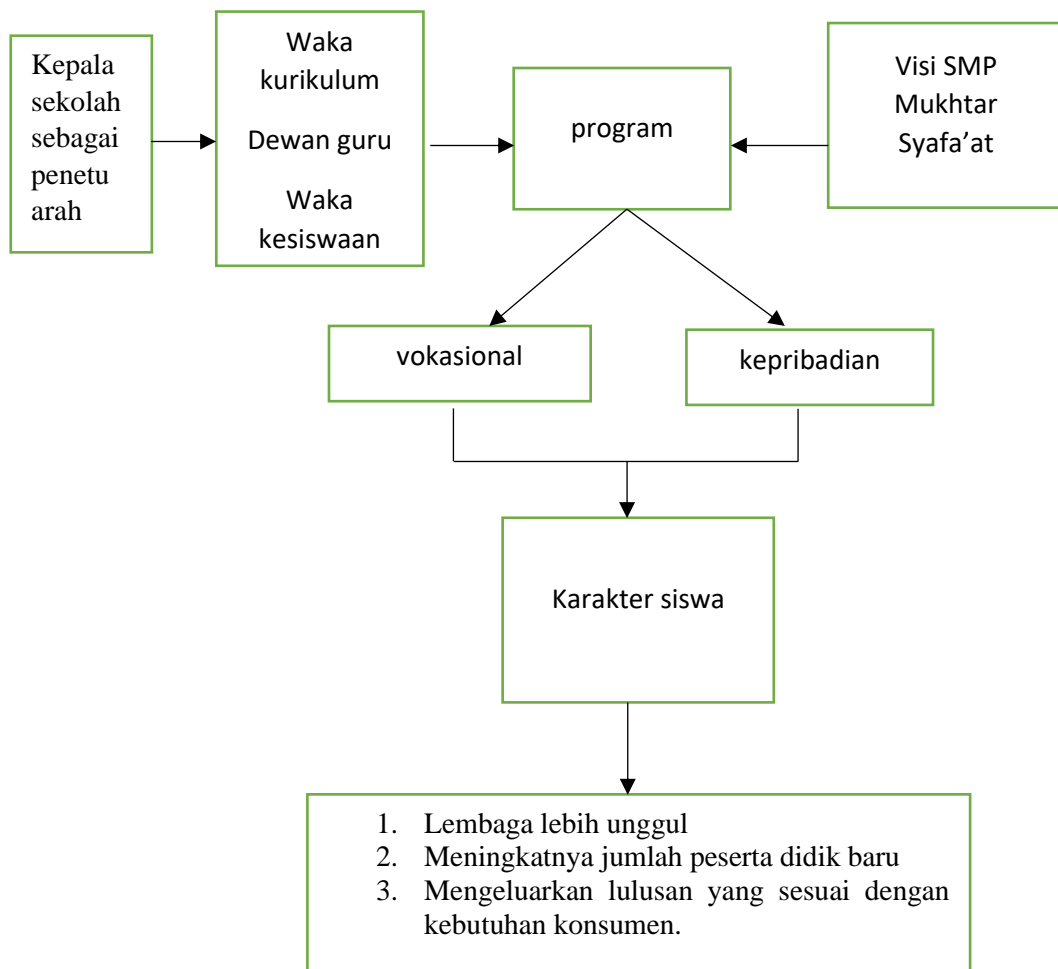 Kepala
sekolah
sebagai
penetu
arah
Waka
kurikulum
Dewan guru
Waka
kesiswaan
program
Visi SMP
Mukhtar
Syafa’at
vokasional
kepribadian
Karakter siswa
1. Lembaga lebih unggul
2. Meningkatnya jumlah peserta didik baru
3. Mengeluarkan lulusan yang sesuai dengan
kebutuhan konsumen.